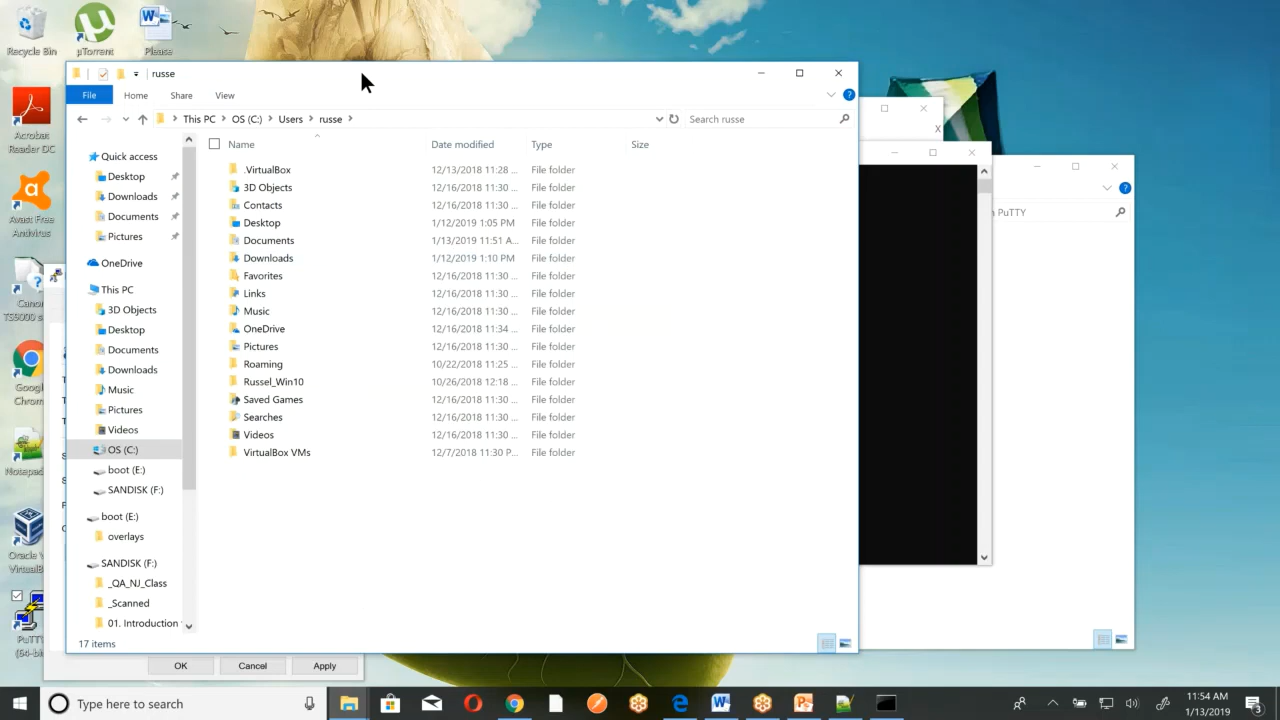 Recycle Bin
µTorrent
Please
Acrobat Reader DC
Avast Free Antivirus
Canon TS9000 s
Google Chrom
Notepad
Oracle VirtualB
PuTTY (64-bit
russe
File Home Share View
This PC > OS (C:) > Users > russe >
Search russe
Name Date modified Type Size
Quick access
Desktop
Downloads
Documents
Pictures
OneDrive
This PC
3D Objects
Desktop
Documents
Downloads
Music
Pictures
Videos
OS (C:)
boot (E:)
SANDISK (F:)
boot (E:)
overlays
SANDISK (F:)
_QA_NJ_Class
_Scanned
01. Introduction
.VirtualBox 12/13/2018 11:28 ... File folder
3D Objects 12/16/2018 11:30 ... File folder
Contacts 12/16/2018 11:30 ... File folder
Desktop 1/12/2019 1:05 PM File folder
Documents 1/13/2019 11:51 A... File folder
Downloads 1/12/2019 1:10 PM File folder
Favorites 12/16/2018 11:30 ... File folder
Links 12/16/2018 11:30 ... File folder
Music 12/16/2018 11:30 ... File folder
OneDrive 12/16/2018 11:34 ... File folder
Pictures 12/16/2018 11:30 ... File folder
Roaming 10/22/2018 11:25 ... File folder
Russel_Win10 10/26/2018 12:18 ... File folder
Saved Games 12/16/2018 11:30 ... File folder
Searches 12/16/2018 11:30 ... File folder
Videos 12/16/2018 11:30 ... File folder
VirtualBox VMs 12/7/2018 11:30 P... File folder
17 items
X
PuTTY
OK Cancel Apply
Type here to search
11:54 AM
1/13/2019
3